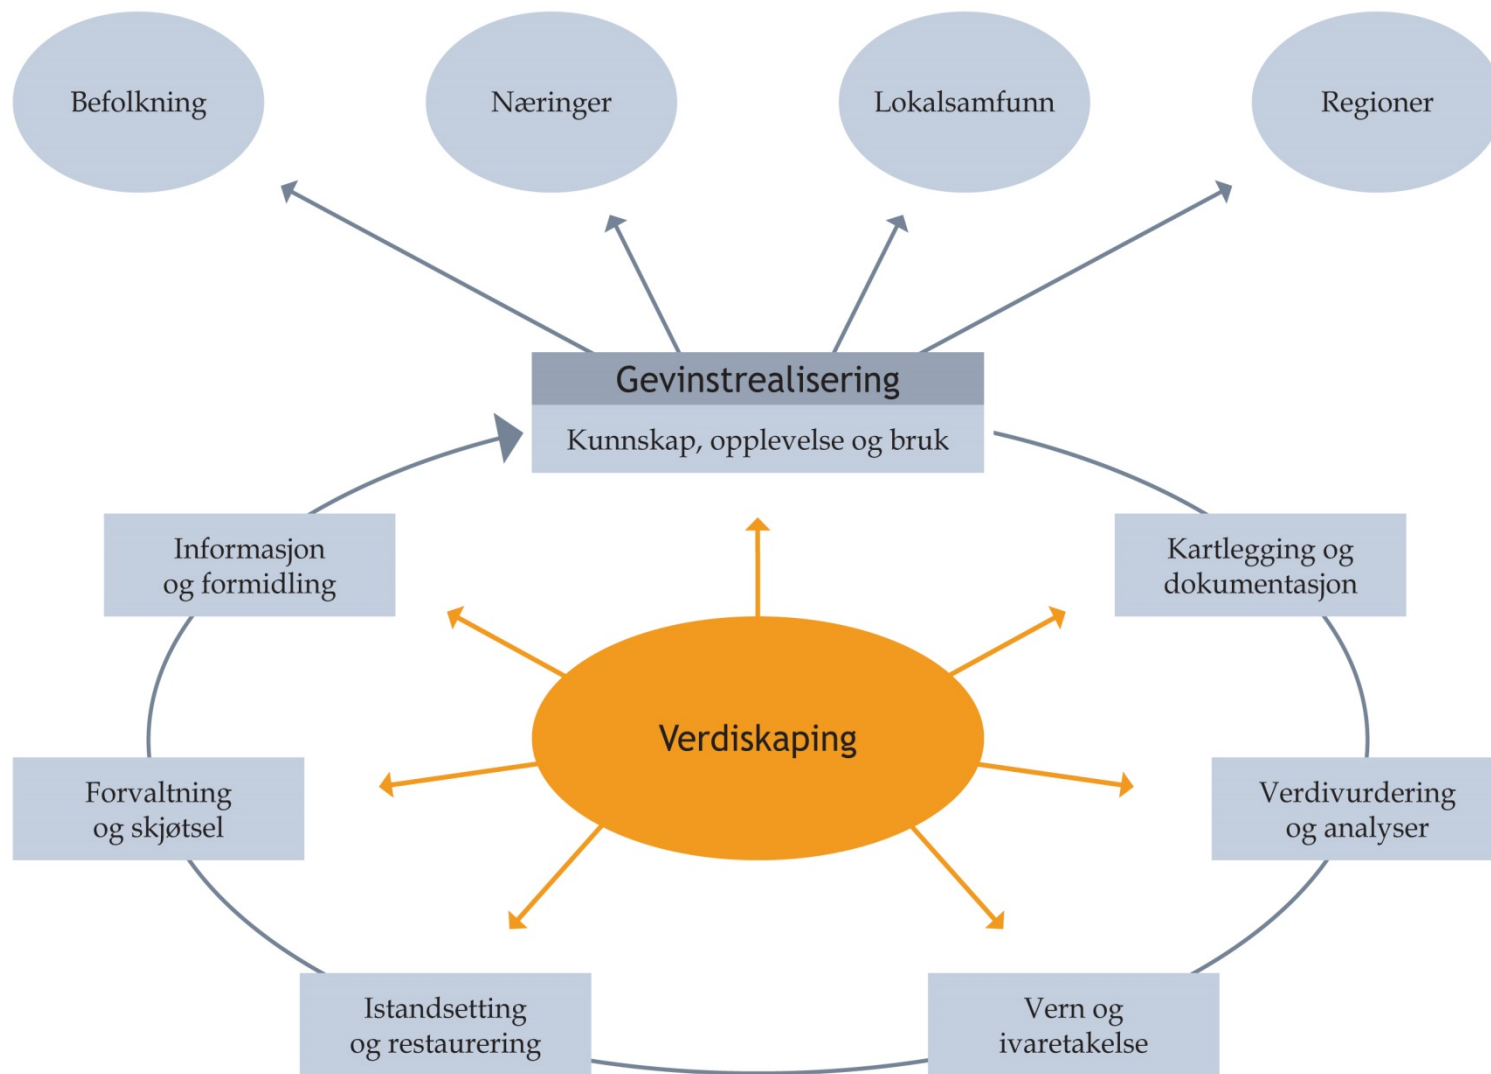 Befolkning
Næringer
Lokalsamfunn
Regioner
Gevinstrealisering
Kunnskap, opplevelse og bruk
Informasjon
og formidling
Kartlegging og
dokumentasjon
Verdiskaping
Forvaltning
og skjøtsel
Verdivurdering
og analyser
Istandsetting
og restaurering
Vern og
ivaretakelse